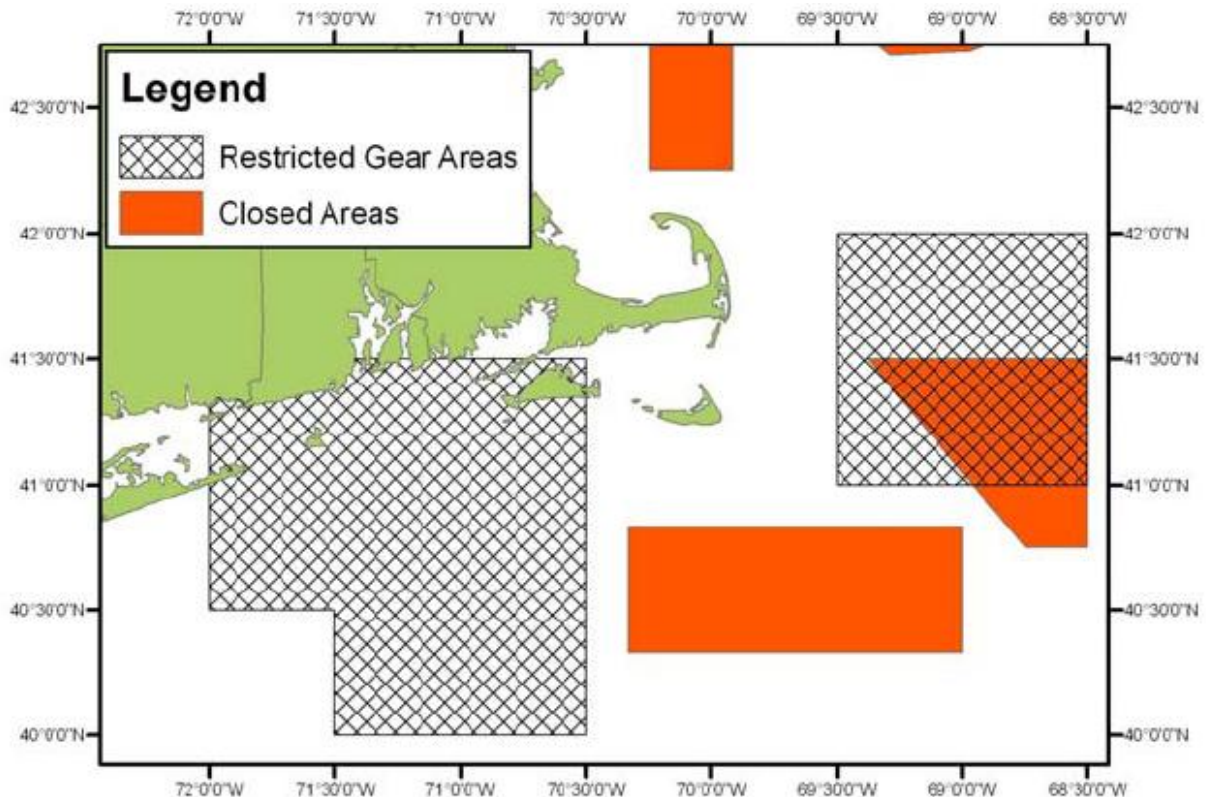 72°0'0"W 71°30'0"W 71°0'0"W 70°30'0"W 70°0'0"W 69°30'0"W 69°0'0"W 68°30'0"W
Legend
Restricted Gear Areas
Closed Areas
42°30'0"N 42°30'0"N
42°0'0"N 42°0'0"N
41°30'0"N 41°30'0"N
41°0'0"N 41°0'0"N
40°30'0"N 40°30'0"N
40°0'0"N 40°0'0"N
72°0'0"W 71°30'0"W 71°0'0"W 70°30'0"W 70°0'0"W 69°30'0"W 69°0'0"W 68°30'0"W